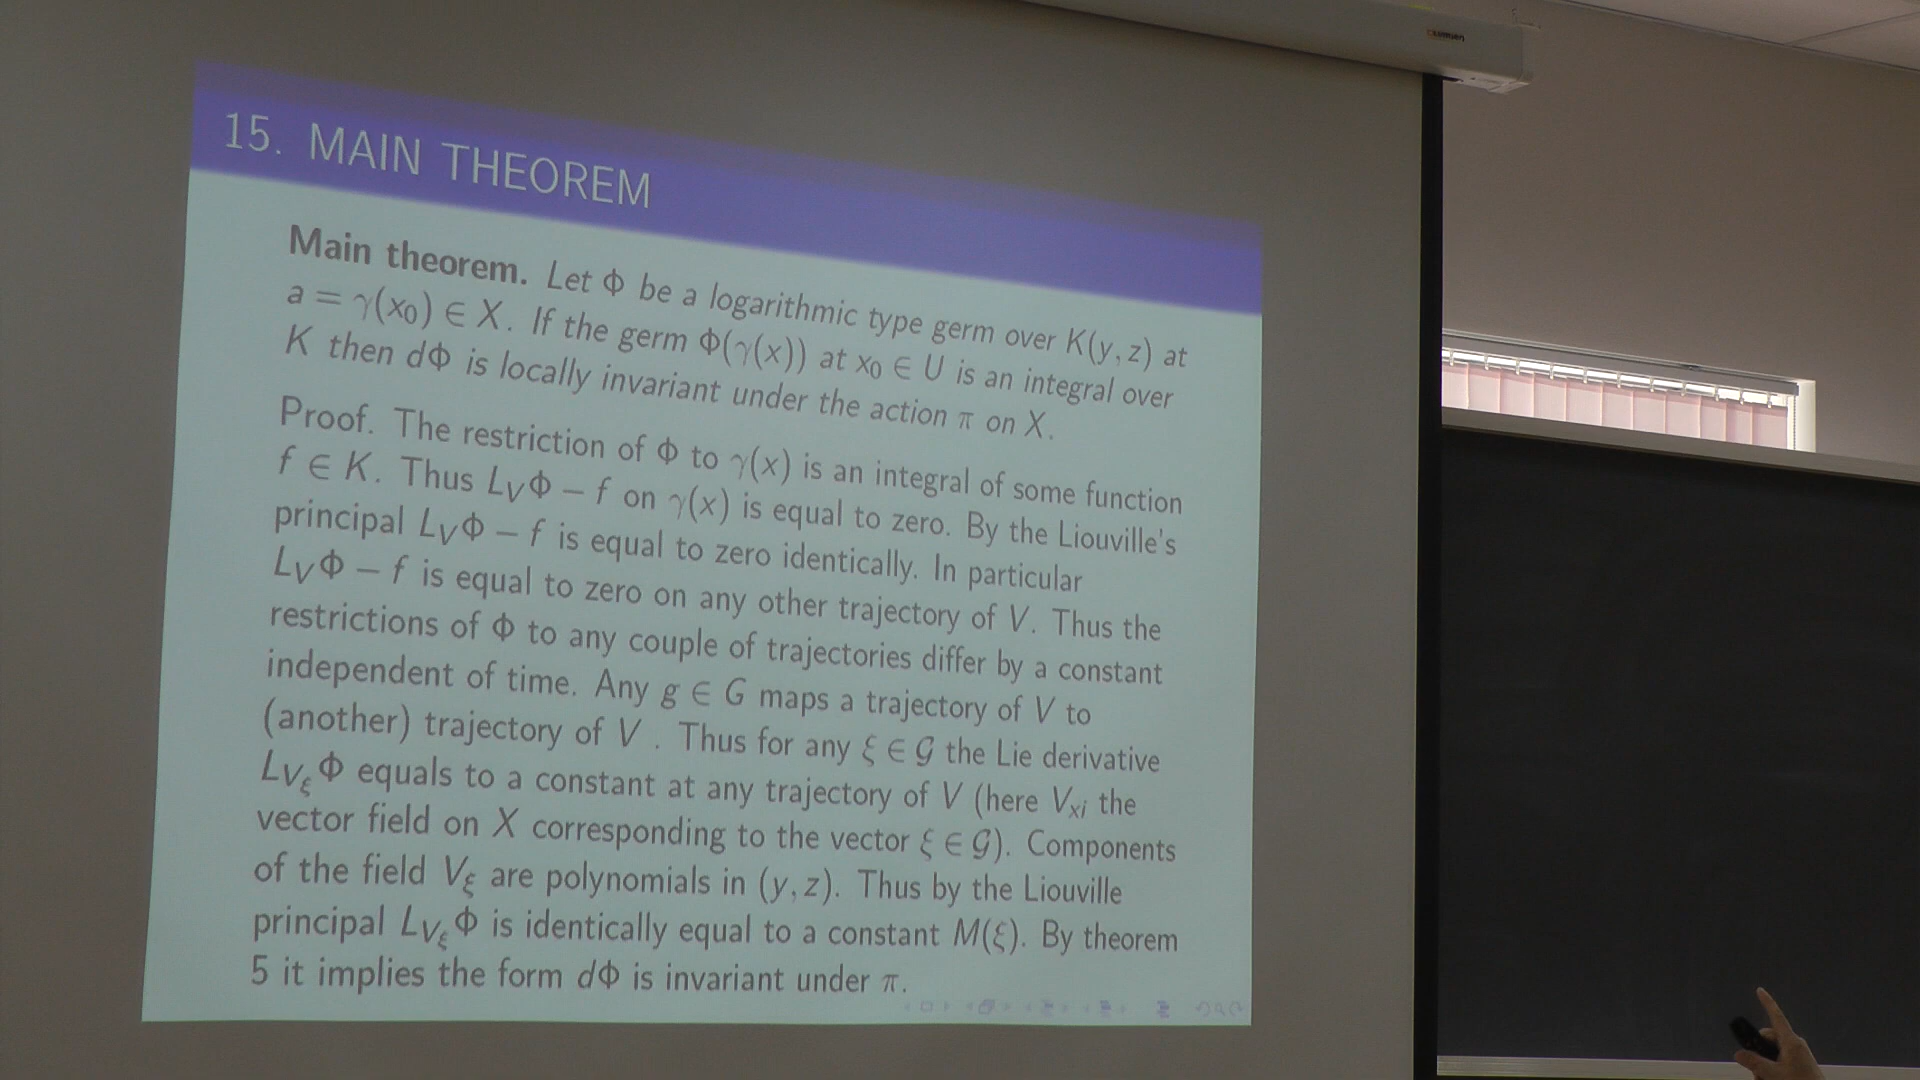 15. MAIN THEOREM
Main theorem. Let Φ be a logarithmic type germ over K(y, z) at
a = γ(x₀) ∈ X. If the germ Φ(γ(x)) at x₀ ∈ U is an integral over
K then dΦ is locally invariant under the action π on X.
Proof. The restriction of Φ to γ(x) is an integral of some function
f ∈ K. Thus L_VΦ − f on γ(x) is equal to zero. By the Liouville's
principal L_VΦ − f is equal to zero identically. In particular
L_VΦ − f is equal to zero on any other trajectory of V. Thus the
restrictions of Φ to any couple of trajectories differ by a constant
independent of time. Any g ∈ G maps a trajectory of V to
(another) trajectory of V . Thus for any ξ ∈ 𝒢 the Lie derivative
L_{V_ξ}Φ equals to a constant at any trajectory of V (here V_{xi} the
vector field on X corresponding to the vector ξ ∈ 𝒢). Components
of the field V_ξ are polynomials in (y, z). Thus by the Liouville
principal L_{V_ξ}Φ is identically equal to a constant M(ξ). By theorem
5 it implies the form dΦ is invariant under π.